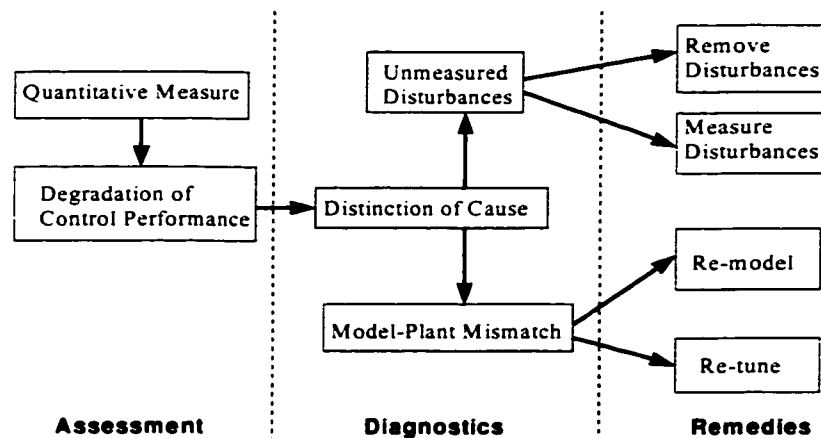 Quantitative Measure
Degradation of
Control Performance
Unmeasured
Disturbances
Distinction of Cause
Model-Plant Mismatch
Remove
Disturbances
Measure
Disturbances
Re-model
Re-tune
Assessment
Diagnostics
Remedies